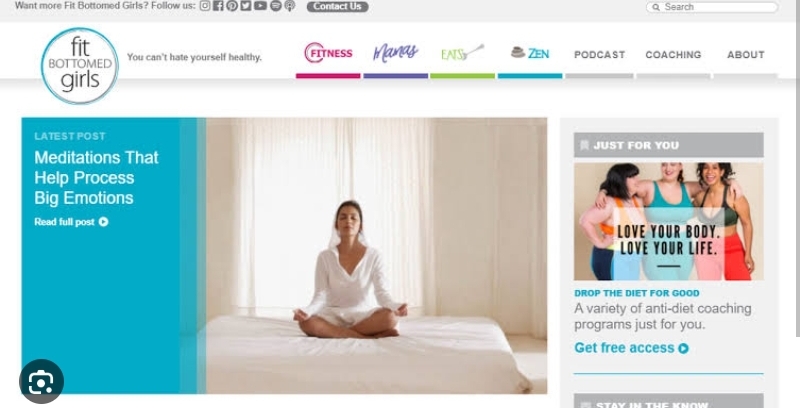 Want more Fit Bottomed Girls? Follow us:
Contact Us
Search
fit
BOTTOMED
girls
You can't hate yourself healthy.
FITNESS
Mamas
EATS
ZEN
PODCAST
COACHING
ABOUT
LATEST POST
Meditations That
Help Process
Big Emotions
Read full post
JUST FOR YOU
LOVE YOUR BODY.
LOVE YOUR LIFE.
DROP THE DIET FOR GOOD
A variety of anti-diet coaching
programs just for you.
Get free access
STAY IN THE KNOW